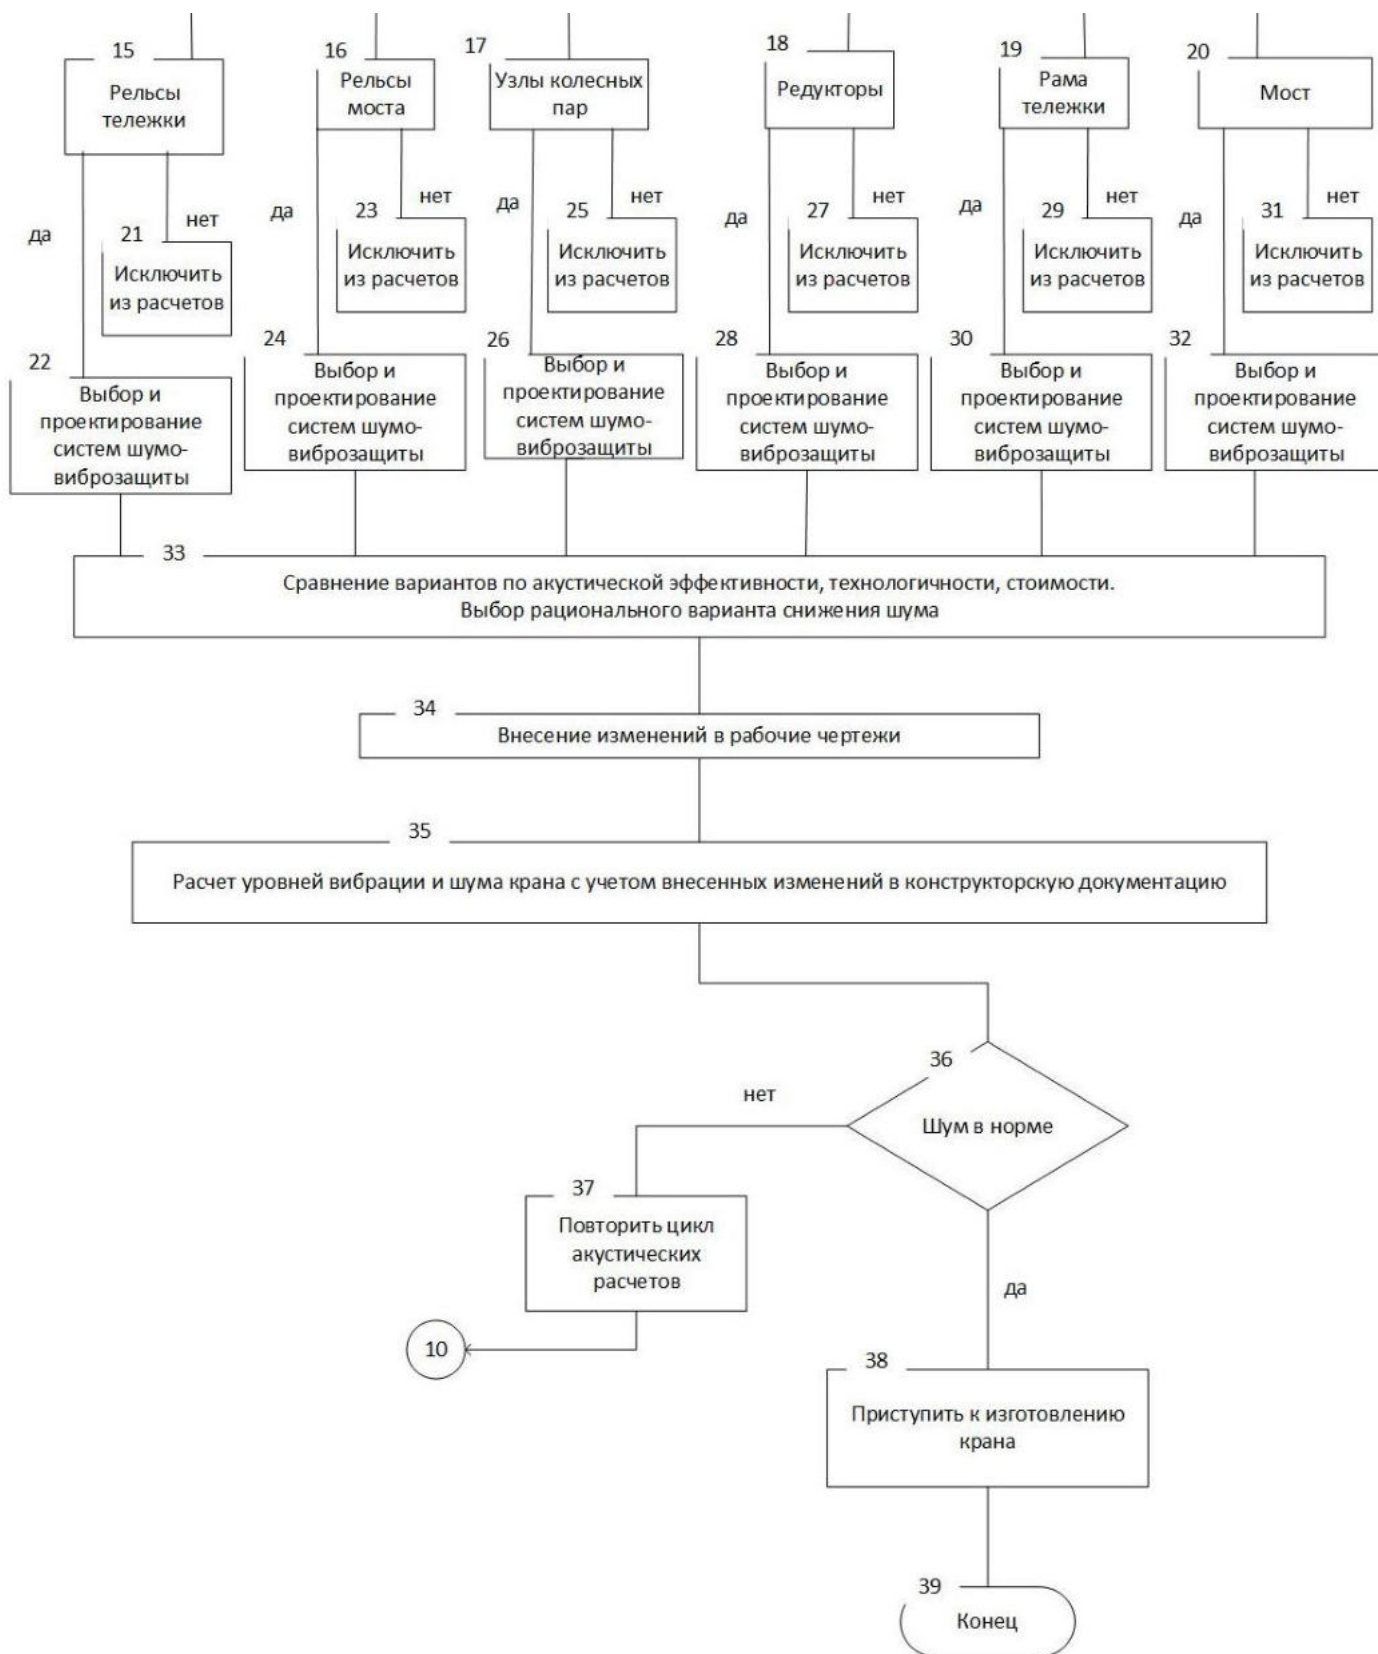 15
Рельсы
тележки
16
Рельсы
моста
17
Узлы колесных
пар
18
Редукторы
19
Рама
тележки
20
Мост
да
нет
21
Исключить
из расчетов
да
нет
23
Исключить
из расчетов
да
нет
25
Исключить
из расчетов
да
нет
27
Исключить
из расчетов
да
нет
29
Исключить
из расчетов
да
нет
31
Исключить
из расчетов
22
Выбор и
проектирование
систем шумо-
виброзащиты
24
Выбор и
проектирование
систем шумо-
виброзащиты
26
Выбор и
проектирование
систем шумо-
виброзащиты
28
Выбор и
проектирование
систем шумо-
виброзащиты
30
Выбор и
проектирование
систем шумо-
виброзащиты
32
Выбор и
проектирование
систем шумо-
виброзащиты
33
Сравнение вариантов по акустической эффективности, технологичности, стоимости.
Выбор рационального варианта снижения шума
34
Внесение изменений в рабочие чертежи
35
Расчет уровней вибрации и шума крана с учетом внесенных изменений в конструкторскую документацию
36
Шум в норме
нет
37
Повторить цикл
акустических
расчетов
10
да
38
Приступить к изготовлению
крана
39
Конец